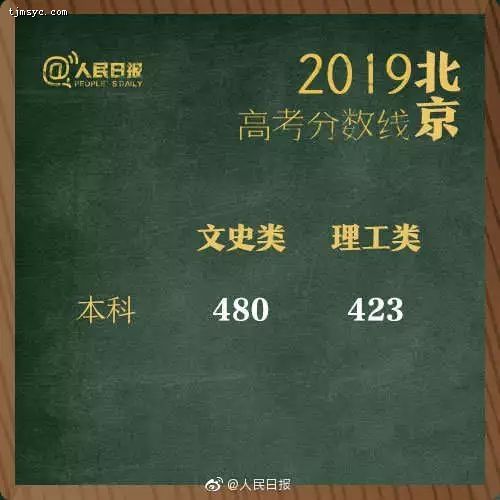 tjmsyc.com
@人民日报
PEOPLE'S DAILY
2019北京
高考分数线
文史类 理工类
本科 480 423
@人民日报